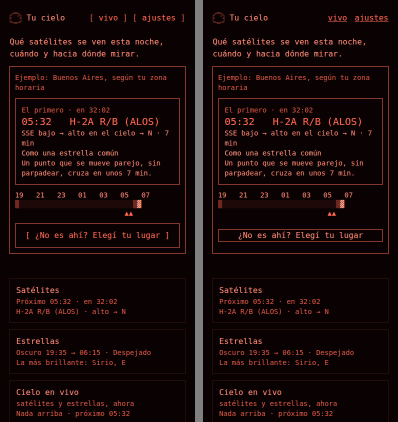 Tu cielo [ vivo ] [ ajustes ]
Qué satélites se ven esta noche,
cuándo y hacia dónde mirar.
Ejemplo: Buenos Aires, según tu zona
horaria
El primero · en 32:02
05:32 H-2A R/B (ALOS)
SSE bajo → alto en el cielo → N · 7
min
Como una estrella común
Un punto que se mueve parejo, sin
parpadear, cruza en unos 7 min.
19 21 23 01 03 05 07
▲▲
[ ¿No es ahí? Elegí tu lugar ]
Satélites
Próximo 05:32 · en 32:02
H-2A R/B (ALOS) · alto → N
Estrellas
Oscuro 19:35 → 06:15 · Despejado
La más brillante: Sirio, E
Cielo en vivo
satélites y estrellas, ahora
Nada arriba · próximo 05:32
Tu cielo vivo ajustes
Qué satélites se ven esta noche,
cuándo y hacia dónde mirar.
Ejemplo: Buenos Aires, según tu zona
horaria
El primero · en 32:02
05:32 H-2A R/B (ALOS)
SSE bajo → alto en el cielo → N · 7
min
Como una estrella común
Un punto que se mueve parejo, sin
parpadear, cruza en unos 7 min.
19 21 23 01 03 05 07
▲▲
¿No es ahí? Elegí tu lugar
Satélites
Próximo 05:32 · en 32:02
H-2A R/B (ALOS) · alto → N
Estrellas
Oscuro 19:35 → 06:15 · Despejado
La más brillante: Sirio, E
Cielo en vivo
satélites y estrellas, ahora
Nada arriba · próximo 05:32